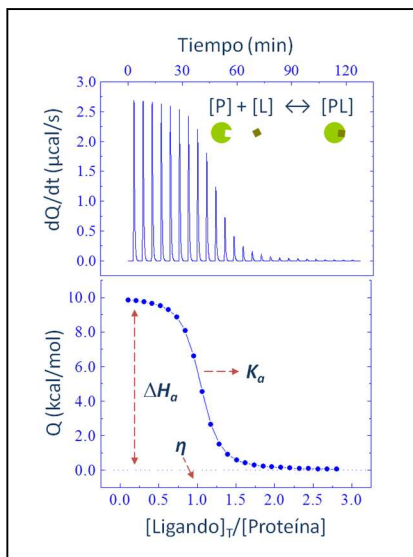 Tiempo (min)
0 30 60 90 120
3.0
[P] + [L] ↔ [PL]
2.5
2.0
1.5
1.0
0.5
0.0
dQ/dt (µcal/s)
10.0
8.0
6.0
4.0
2.0
0.0
Q (kcal/mol)
Ka
ΔHa
η
0.0 0.5 1.0 1.5 2.0 2.5 3.0
[Ligando]T/[Proteína]